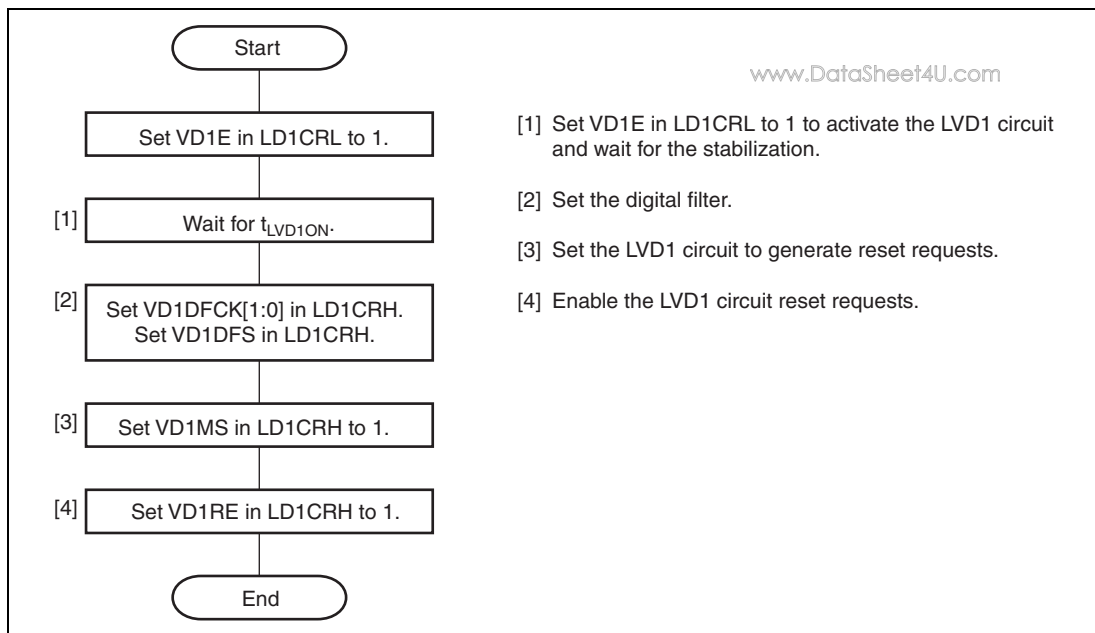 Start
www.DataSheet4U.com
Set VD1E in LD1CRL to 1.
[1] Wait for tLVD1ON.
[2] Set VD1DFCK[1:0] in LD1CRH.
Set VD1DFS in LD1CRH.
[3] Set VD1MS in LD1CRH to 1.
[4] Set VD1RE in LD1CRH to 1.
End
[1] Set VD1E in LD1CRL to 1 to activate the LVD1 circuit
and wait for the stabilization.
[2] Set the digital filter.
[3] Set the LVD1 circuit to generate reset requests.
[4] Enable the LVD1 circuit reset requests.